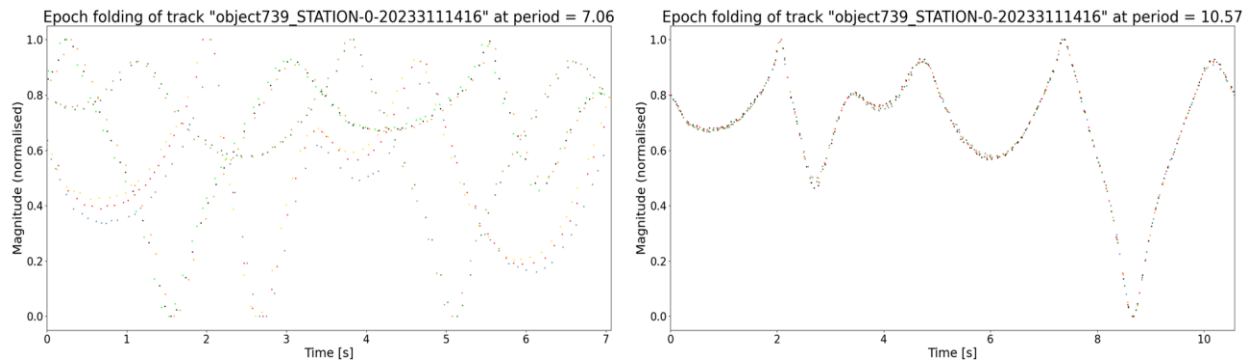 Epoch folding of track "object739_STATION-0-20233111416" at period = 7.06
Magnitude (normalised)
1.0
0.8
0.6
0.4
0.2
0.0
0 1 2 3 4 5 6 7
Time [s]
Epoch folding of track "object739_STATION-0-20233111416" at period = 10.57
Magnitude (normalised)
1.0
0.8
0.6
0.4
0.2
0.0
0 2 4 6 8 10
Time [s]